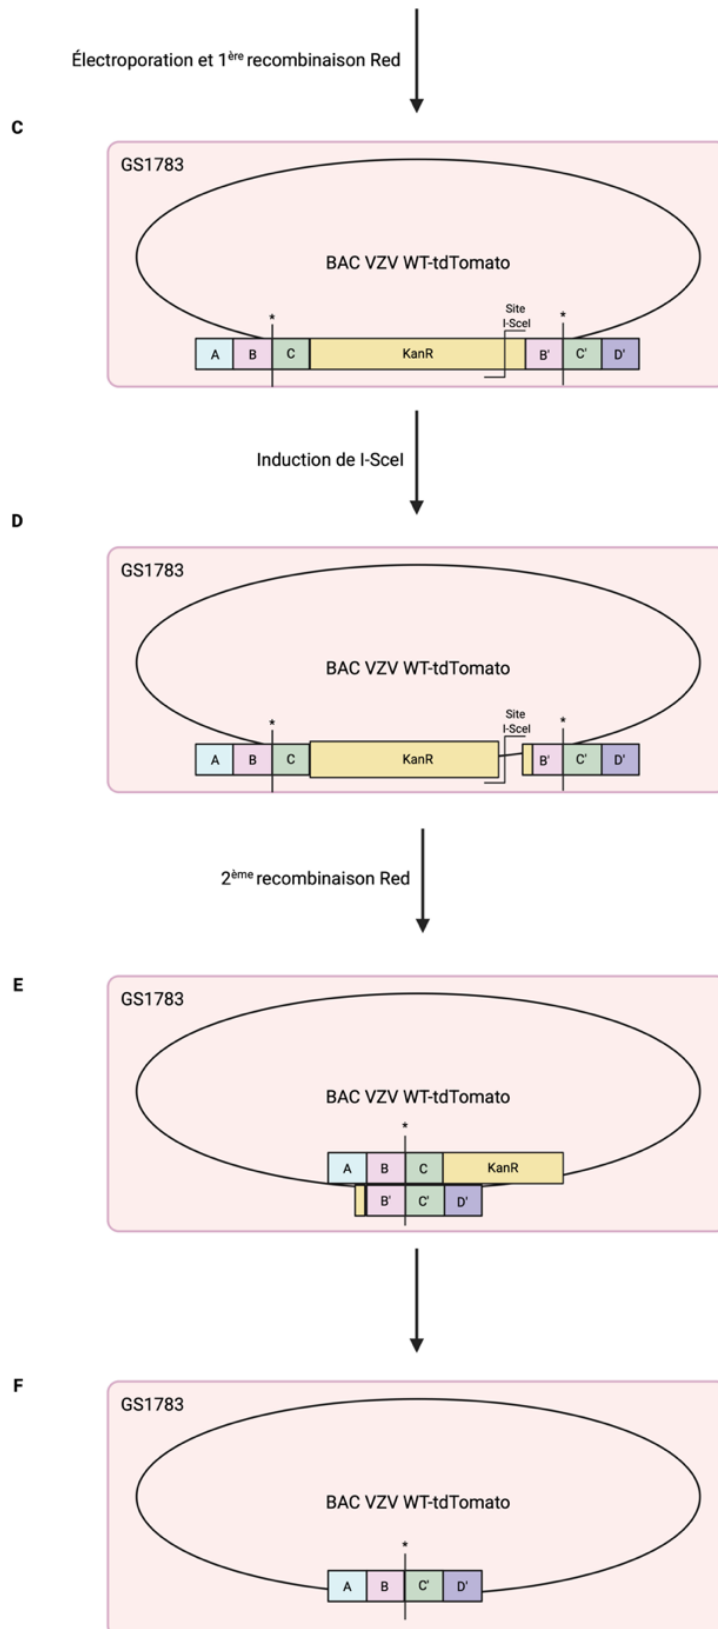 Électroporation et 1ère recombinaison Red
C
GS1783
BAC VZV WT-tdTomato
Site
I-SceI
*
*
A B C KanR B' C' D'
Induction de I-SceI
D
GS1783
BAC VZV WT-tdTomato
Site
I-SceI
*
*
A B C KanR B' C' D'
2ème recombinaison Red
E
GS1783
BAC VZV WT-tdTomato
*
A B C KanR
B' C' D'
F
GS1783
BAC VZV WT-tdTomato
*
A B C' D'